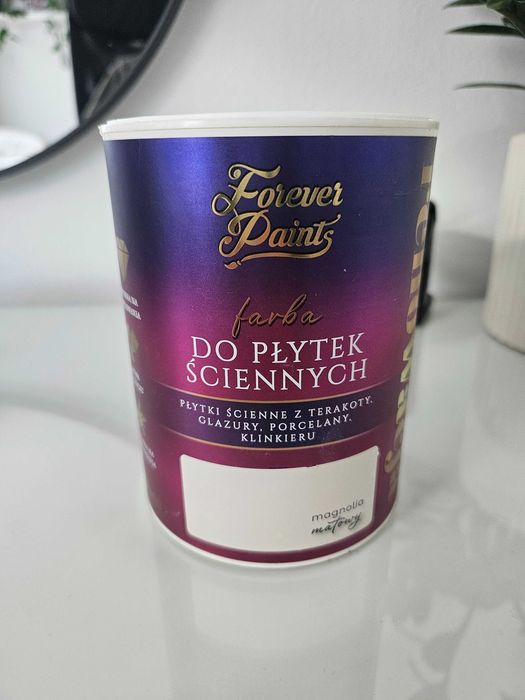 Forever
Paints
farba
DO PŁYTEK
ŚCIENNYCH
PŁYTKI ŚCIENNE Z TERAKOTY,
GLAZURY, PORCELANY,
KLINKIERU
magnolia
matowy